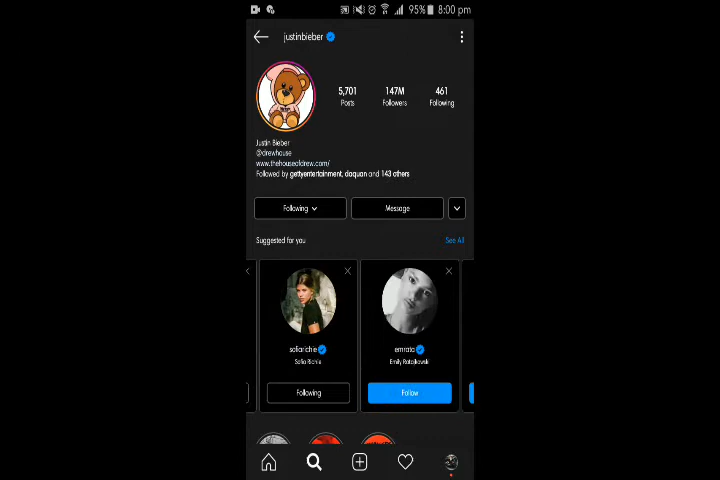 95% 8:00 pm
justinbieber
5,701 147M 461
Posts Followers Following
Justin Bieber
@drewhouse
www.thehouseofdrew.com/
Followed by gettyentertainment, daquan and 143 others
Following Message
Suggested for you See All
sofiarichie emrata
Sofia Richie Emily Ratajkowski
Following Follow